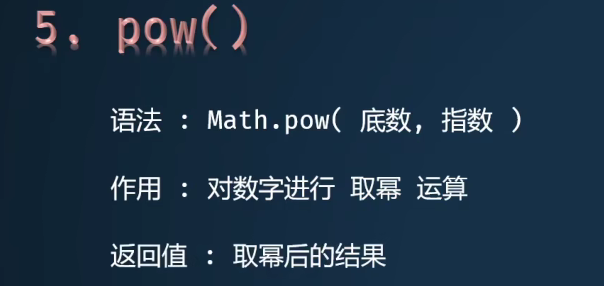 5. pow()
语法 : Math.pow( 底数, 指数 )
作用 : 对数字进行 取幂 运算
返回值 : 取幂后的结果